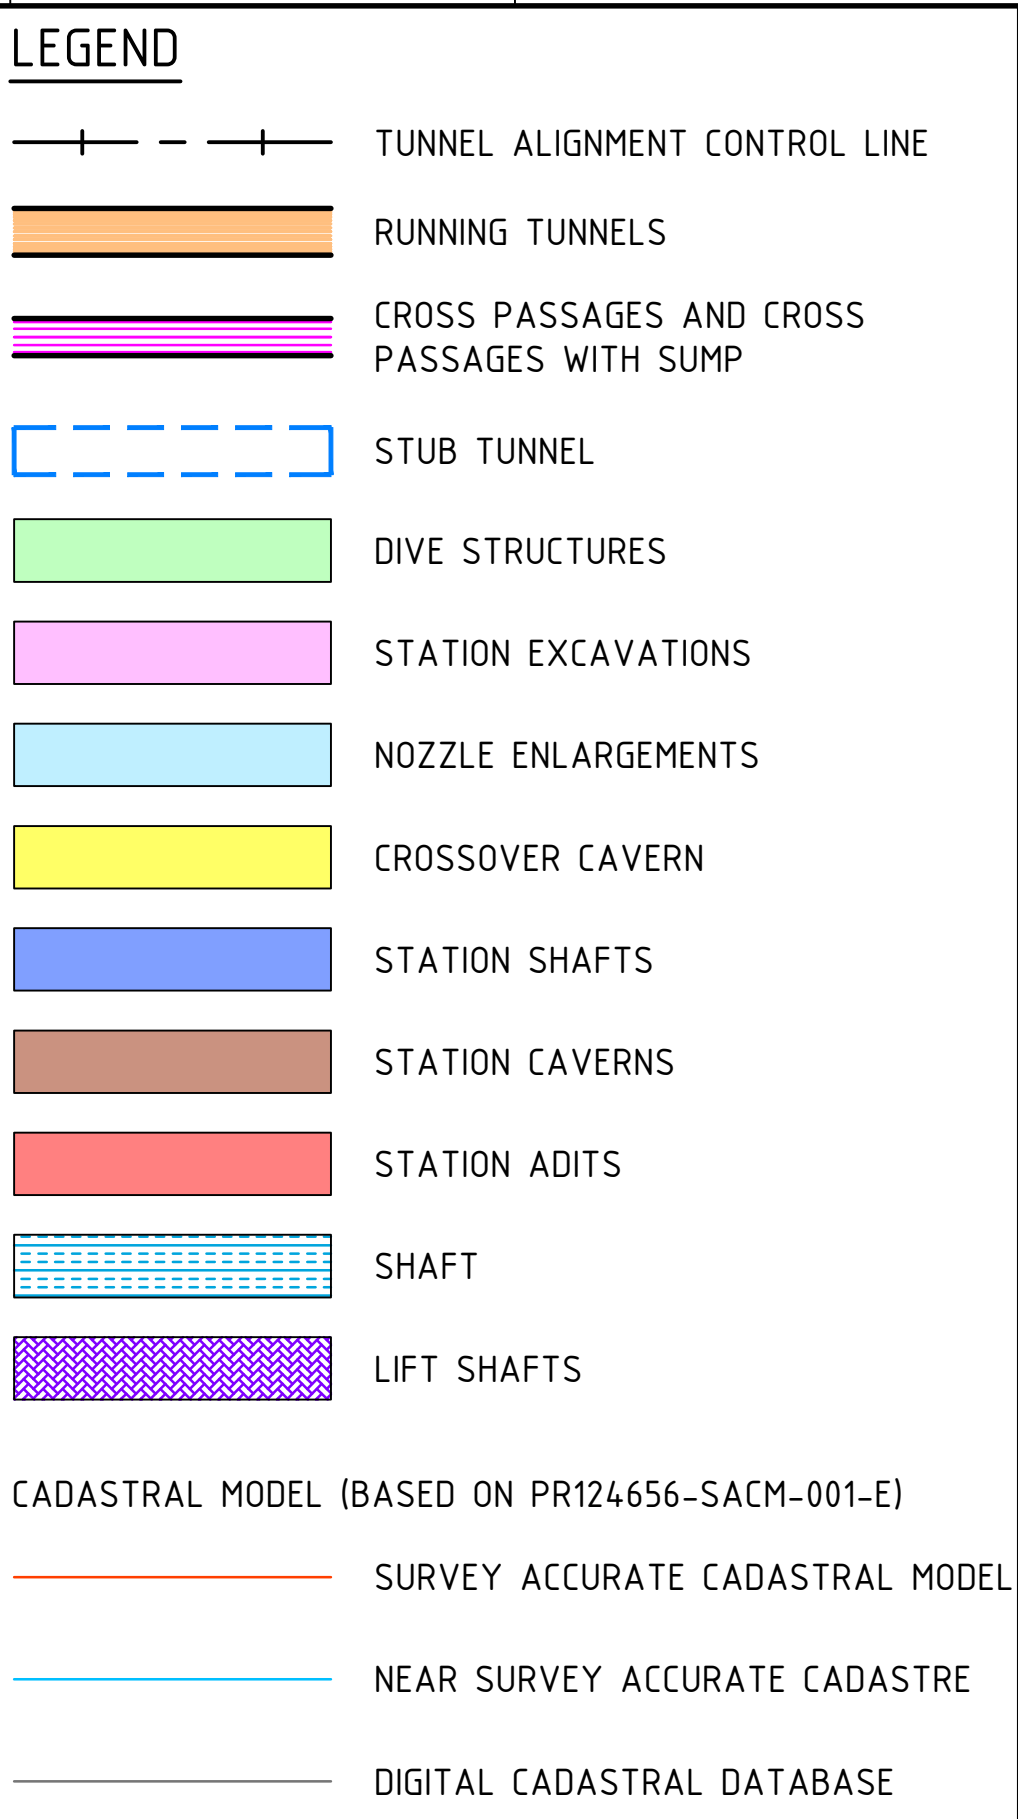 LEGEND
TUNNEL ALIGNMENT CONTROL LINE
RUNNING TUNNELS
CROSS PASSAGES AND CROSS
PASSAGES WITH SUMP
STUB TUNNEL
DIVE STRUCTURES
STATION EXCAVATIONS
NOZZLE ENLARGEMENTS
CROSSOVER CAVERN
STATION SHAFTS
STATION CAVERNS
STATION ADITS
SHAFT
LIFT SHAFTS
CADASTRAL MODEL (BASED ON PR124656-SACM-001-E)
SURVEY ACCURATE CADASTRAL MODEL
NEAR SURVEY ACCURATE CADASTRE
DIGITAL CADASTRAL DATABASE